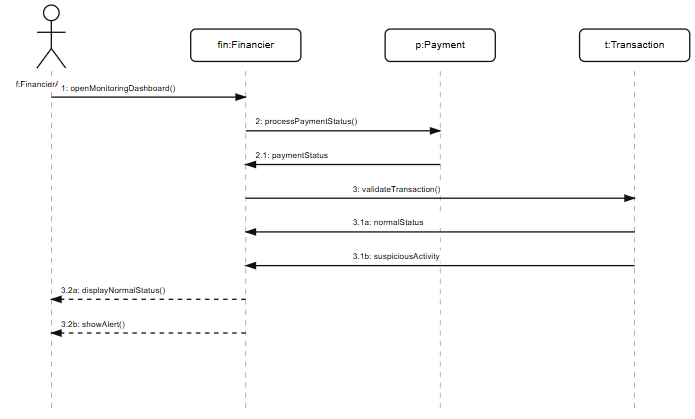 fin:Financier
p:Payment
t:Transaction
f:Financier/
1: openMonitoringDashboard()
2: processPaymentStatus()
2.1: paymentStatus
3: validateTransaction()
3.1a: normalStatus
3.1b: suspiciousActivity
3.2a: displayNormalStatus()
3.2b: showAlert()